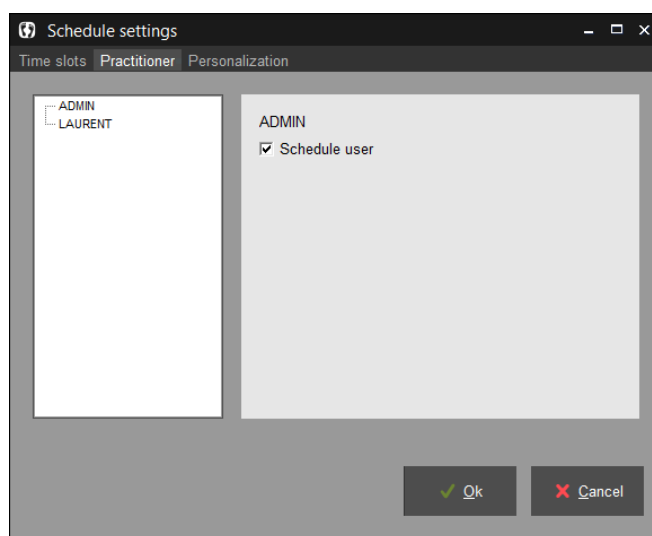 Schedule settings
Time slots Practitioner Personalization
ADMIN
LAURENT
ADMIN
Schedule user
Ok
Cancel